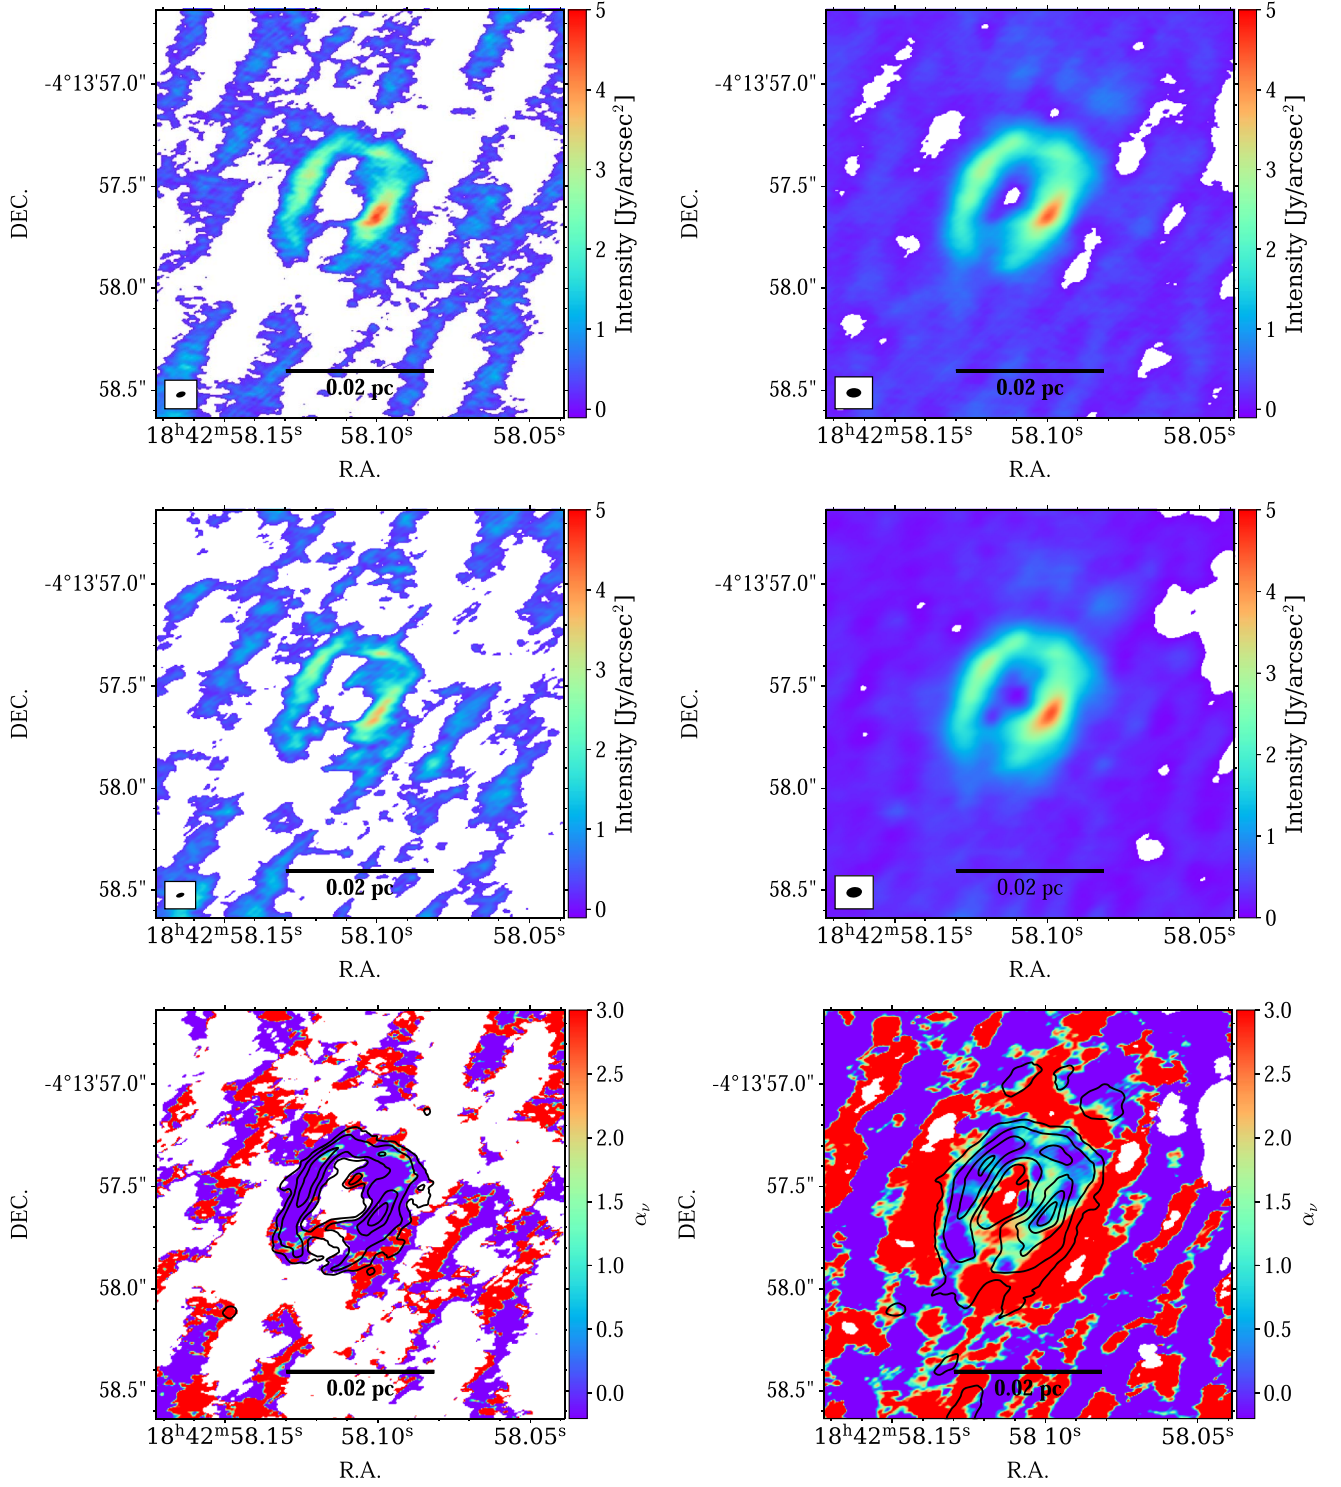 -4°13'57.0"
57.5"
58.0"
58.5"
DEC.
0.02 pc
18ʰ42ᵐ58.15ˢ
58.10ˢ
58.05ˢ
R.A.
5
4
3
2
1
0
Intensity [Jy/arcsec²]
-4°13'57.0"
57.5"
58.0"
58.5"
DEC.
0.02 pc
18ʰ42ᵐ58.15ˢ
58.10ˢ
58.05ˢ
R.A.
5
4
3
2
1
0
Intensity [Jy/arcsec²]
-4°13'57.0"
57.5"
58.0"
58.5"
DEC.
0.02 pc
18ʰ42ᵐ58.15ˢ
58.10ˢ
58.05ˢ
R.A.
5
4
3
2
1
0
Intensity [Jy/arcsec²]
-4°13'57.0"
57.5"
58.0"
58.5"
DEC.
0.02 pc
18ʰ42ᵐ58.15ˢ
58.10ˢ
58.05ˢ
R.A.
5
4
3
2
1
0
Intensity [Jy/arcsec²]
-4°13'57.0"
57.5"
58.0"
58.5"
DEC.
0.02 pc
18ʰ42ᵐ58.15ˢ
58.10ˢ
58.05ˢ
R.A.
3.0
2.5
2.0
1.5
1.0
0.5
0.0
αᵥ
-4°13'57.0"
57.5"
58.0"
58.5"
DEC.
0.02 pc
18ʰ42ᵐ58.15ˢ
58 10ˢ
58.05ˢ
R.A.
3.0
2.5
2.0
1.5
1.0
0.5
0.0
αᵥ